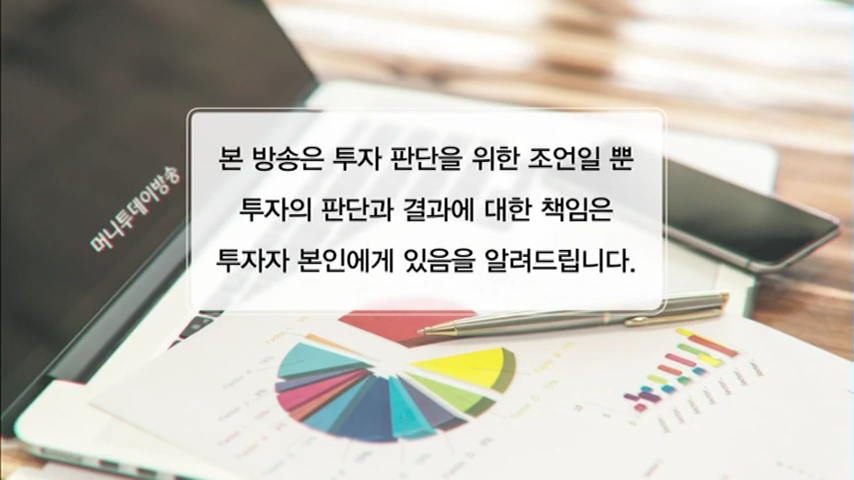 본 방송은 투자 판단을 위한 조언일 뿐
투자의 판단과 결과에 대한 책임은
투자자 본인에게 있음을 알려드립니다.
머니투데이방송